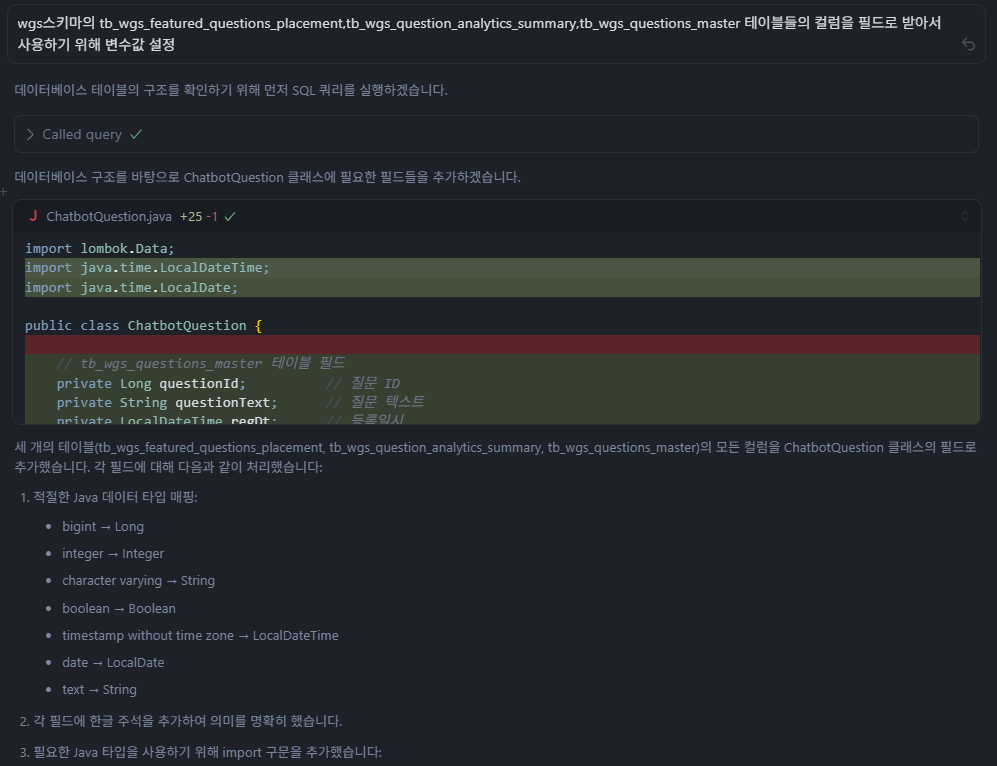 wgs스키마의 tb_wgs_featured_questions_placement,tb_wgs_question_analytics_summary,tb_wgs_questions_master 테이블들의 컬럼을 필드로 받아서
사용하기 위해 변수값 설정
데이터베이스 테이블의 구조를 확인하기 위해 먼저 SQL 쿼리를 실행하겠습니다.
Called query
데이터베이스 구조를 바탕으로 ChatbotQuestion 클래스에 필요한 필드들을 추가하겠습니다.
J ChatbotQuestion.java +25 -1
import lombok.Data;
import java.time.LocalDateTime;
import java.time.LocalDate;
public class ChatbotQuestion {
// tb_wgs_questions_master 테이블 필드
private Long questionId; // 질문 ID
private String questionText; // 질문 텍스트
private LocalDateTime regDt; // 등록일시
세 개의 테이블(tb_wgs_featured_questions_placement, tb_wgs_question_analytics_summary, tb_wgs_questions_master)의 모든 컬럼을 ChatbotQuestion 클래스의 필드로
추가했습니다. 각 필드에 대해 다음과 같이 처리했습니다:
1. 적절한 Java 데이터 타입 매핑:
• bigint → Long
• integer → Integer
• character varying → String
• boolean → Boolean
• timestamp without time zone → LocalDateTime
• date → LocalDate
• text → String
2. 각 필드에 한글 주석을 추가하여 의미를 명확히 했습니다.
3. 필요한 Java 타입을 사용하기 위해 import 구문을 추가했습니다: